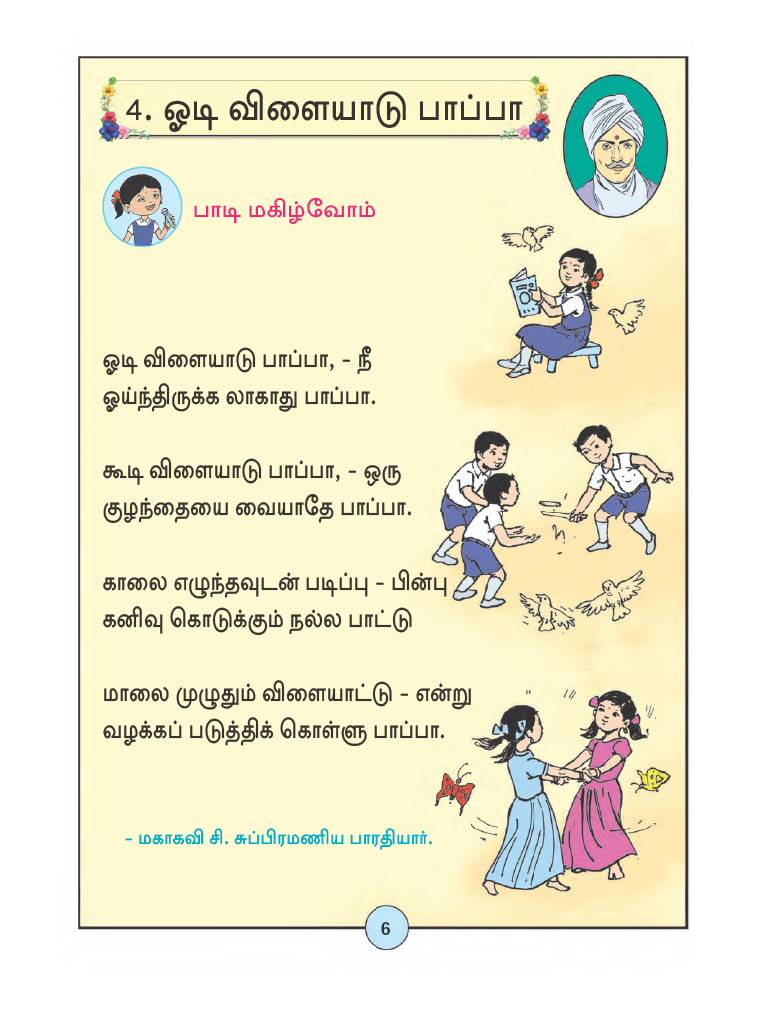 4. ஓடி விளையாடு பாப்பா
பாடி மகிழ்வோம்
ஓடி விளையாடு பாப்பா, - நீ
ஓய்ந்திருக்க லாகாது பாப்பா.
கூடி விளையாடு பாப்பா, - ஒரு
குழந்தையை வையாதே பாப்பா.
காலை எழுந்தவுடன் படிப்பு - பின்பு
கனிவு கொடுக்கும் நல்ல பாட்டு
மாலை முழுதும் விளையாட்டு - என்று
வழக்கப் படுத்திக் கொள்ளு பாப்பா.
- மகாகவி சி. சுப்பிரமணிய பாரதியார்.
6